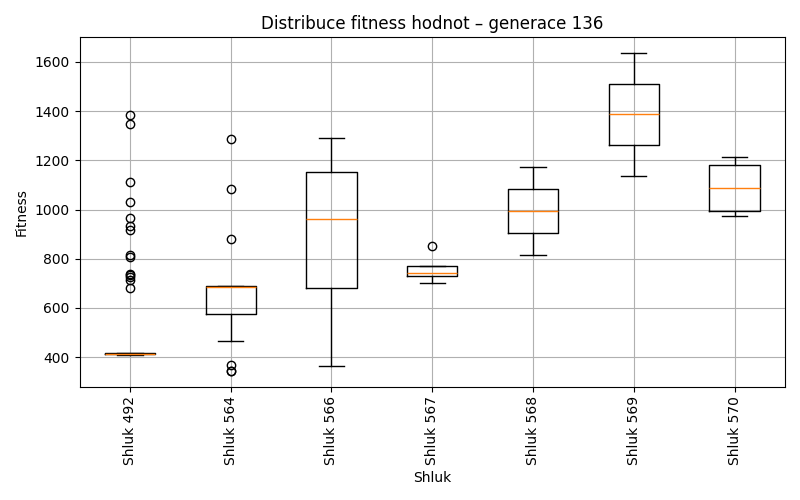 Distribuce fitness hodnot – generace 136
1600
1400
1200
1000
800
600
400
Fitness
Shluk 492
Shluk 564
Shluk 566
Shluk 567
Shluk 568
Shluk 569
Shluk 570
Shluk